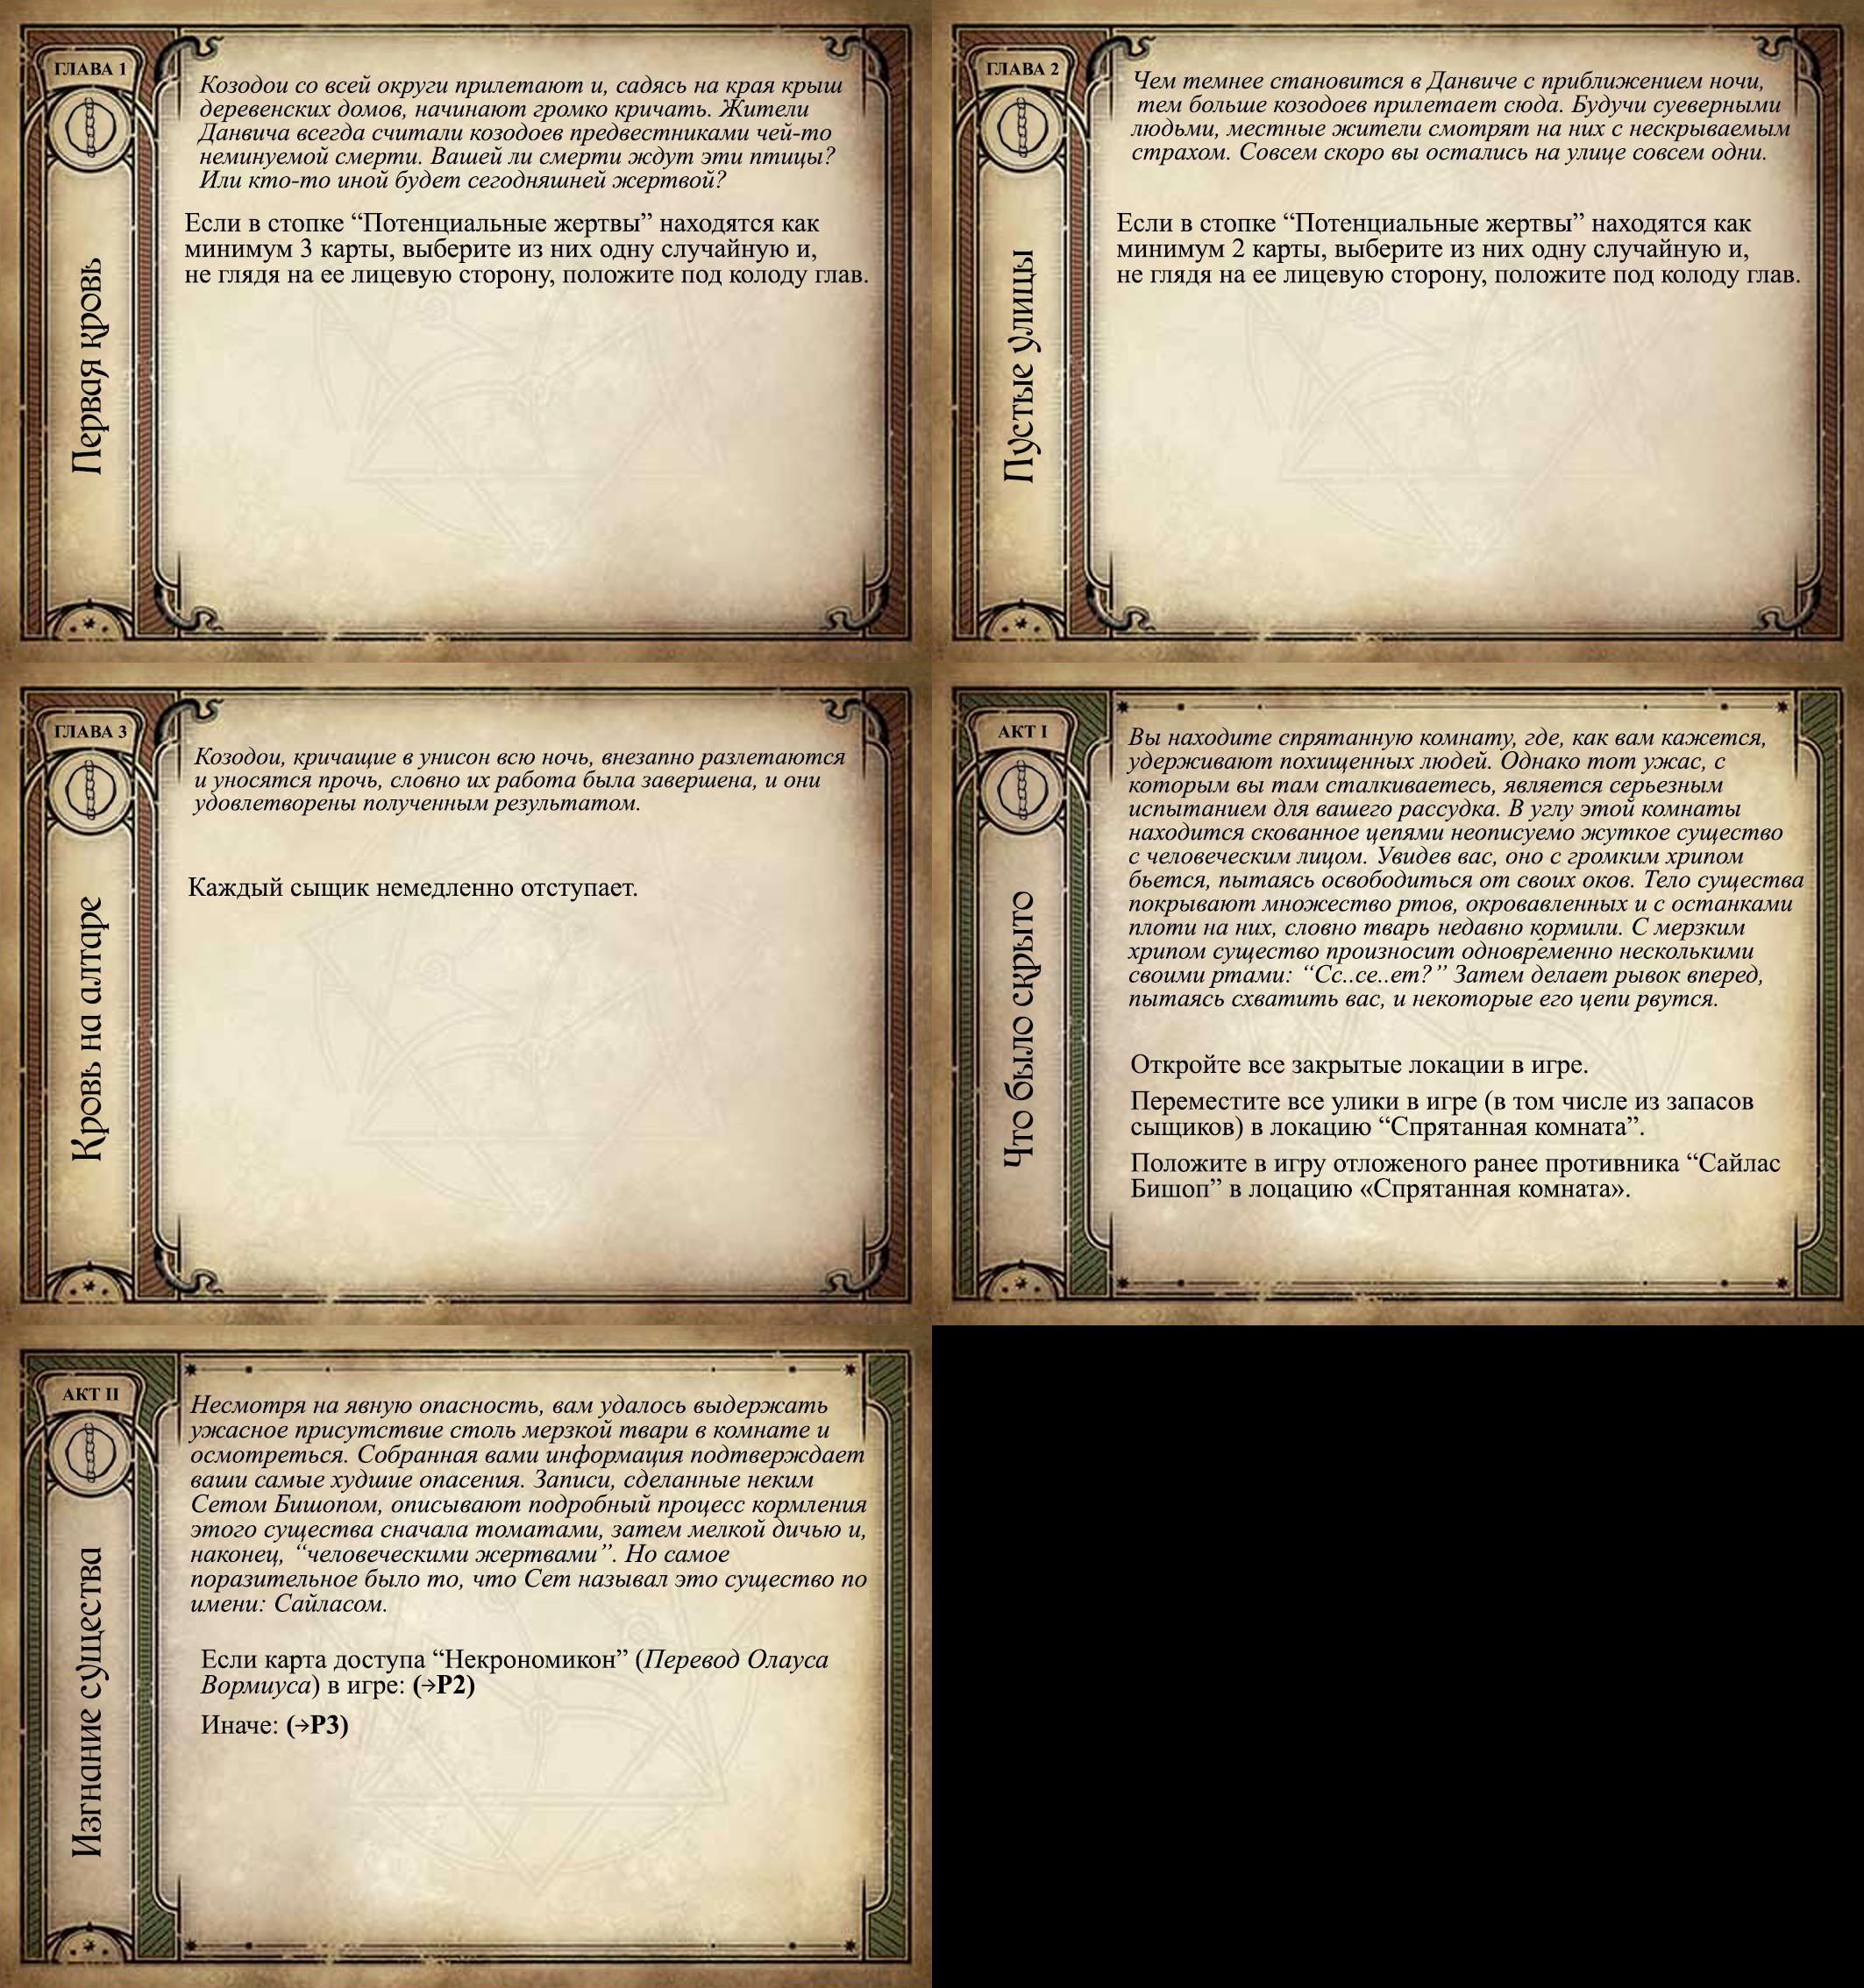 ГЛАВА 1
Первая кровь
Козодои со всей округи прилетают и, садясь на края крыш
деревенских домов, начинают громко кричать. Жители
Данвича всегда считали козодоев предвестниками чей-то
неминуемой смерти. Вашей ли смерти ждут эти птицы?
Или кто-то иной будет сегодняшней жертвой?
Если в стопке “Потенциальные жертвы” находятся как
минимум 3 карты, выберите из них одну случайную и,
не глядя на ее лицевую сторону, положите под колоду глав.
ГЛАВА 2
Пустые улицы
Чем темнее становится в Данвиче с приближением ночи,
тем больше козодоев прилетает сюда. Будучи суеверными
людьми, местные жители смотрят на них с нескрываемым
страхом. Совсем скоро вы остались на улице совсем одни.
Если в стопке “Потенциальные жертвы” находятся как
минимум 2 карты, выберите из них одну случайную и,
не глядя на ее лицевую сторону, положите под колоду глав.
ГЛАВА 3
Кровь на алтаре
Козодои, кричащие в унисон всю ночь, внезапно разлетаются
и уносятся прочь, словно их работа была завершена, и они
удовлетворены полученным результатом.
Каждый сыщик немедленно отступает.
АКТ I
Что было скрыто
Вы находите спрятанную комнату, где, как вам кажется,
удерживают похищенных людей. Однако тот ужас, с
которым вы там сталкиваетесь, является серьезным
испытанием для вашего рассудка. В углу этой комнаты
находится скованное цепями неописуемо жуткое существо
с человеческим лицом. Увидев вас, оно с громким хрипом
бьется, пытаясь освободиться от своих оков. Тело существа
покрывают множество ртов, окровавленных и с останками
плоти на них, словно тварь недавно кормили. С мерзким
хрипом существо произносит одновременно несколькими
своими ртами: “Сс..се..ет?” Затем делает рывок вперед,
пытаясь схватить вас, и некоторые его цепи рвутся.
Откройте все закрытые локации в игре.
Переместите все улики в игре (в том числе из запасов
сыщиков) в локацию “Спрятанная комната”.
Положите в игру отложеного ранее противника “Сайлас
Бишоп” в лоцацию «Спрятанная комната».
АКТ II
Изгнание существа
Несмотря на явную опасность, вам удалось выдержать
ужасное присутствие столь мерзкой твари в комнате и
осмотреться. Собранная вами информация подтверждает
ваши самые худшие опасения. Записи, сделанные неким
Сетом Бишопом, описывают подробный процесс кормления
этого существа сначала томатами, затем мелкой дичью и,
наконец, “человеческими жертвами”. Но самое
поразительное было то, что Сет называл это существо по
имени: Сайласом.
Если карта доступа “Некрономикон” (Перевод Олауса
Вормиуса) в игре: (→Р2)
Иначе: (→Р3)